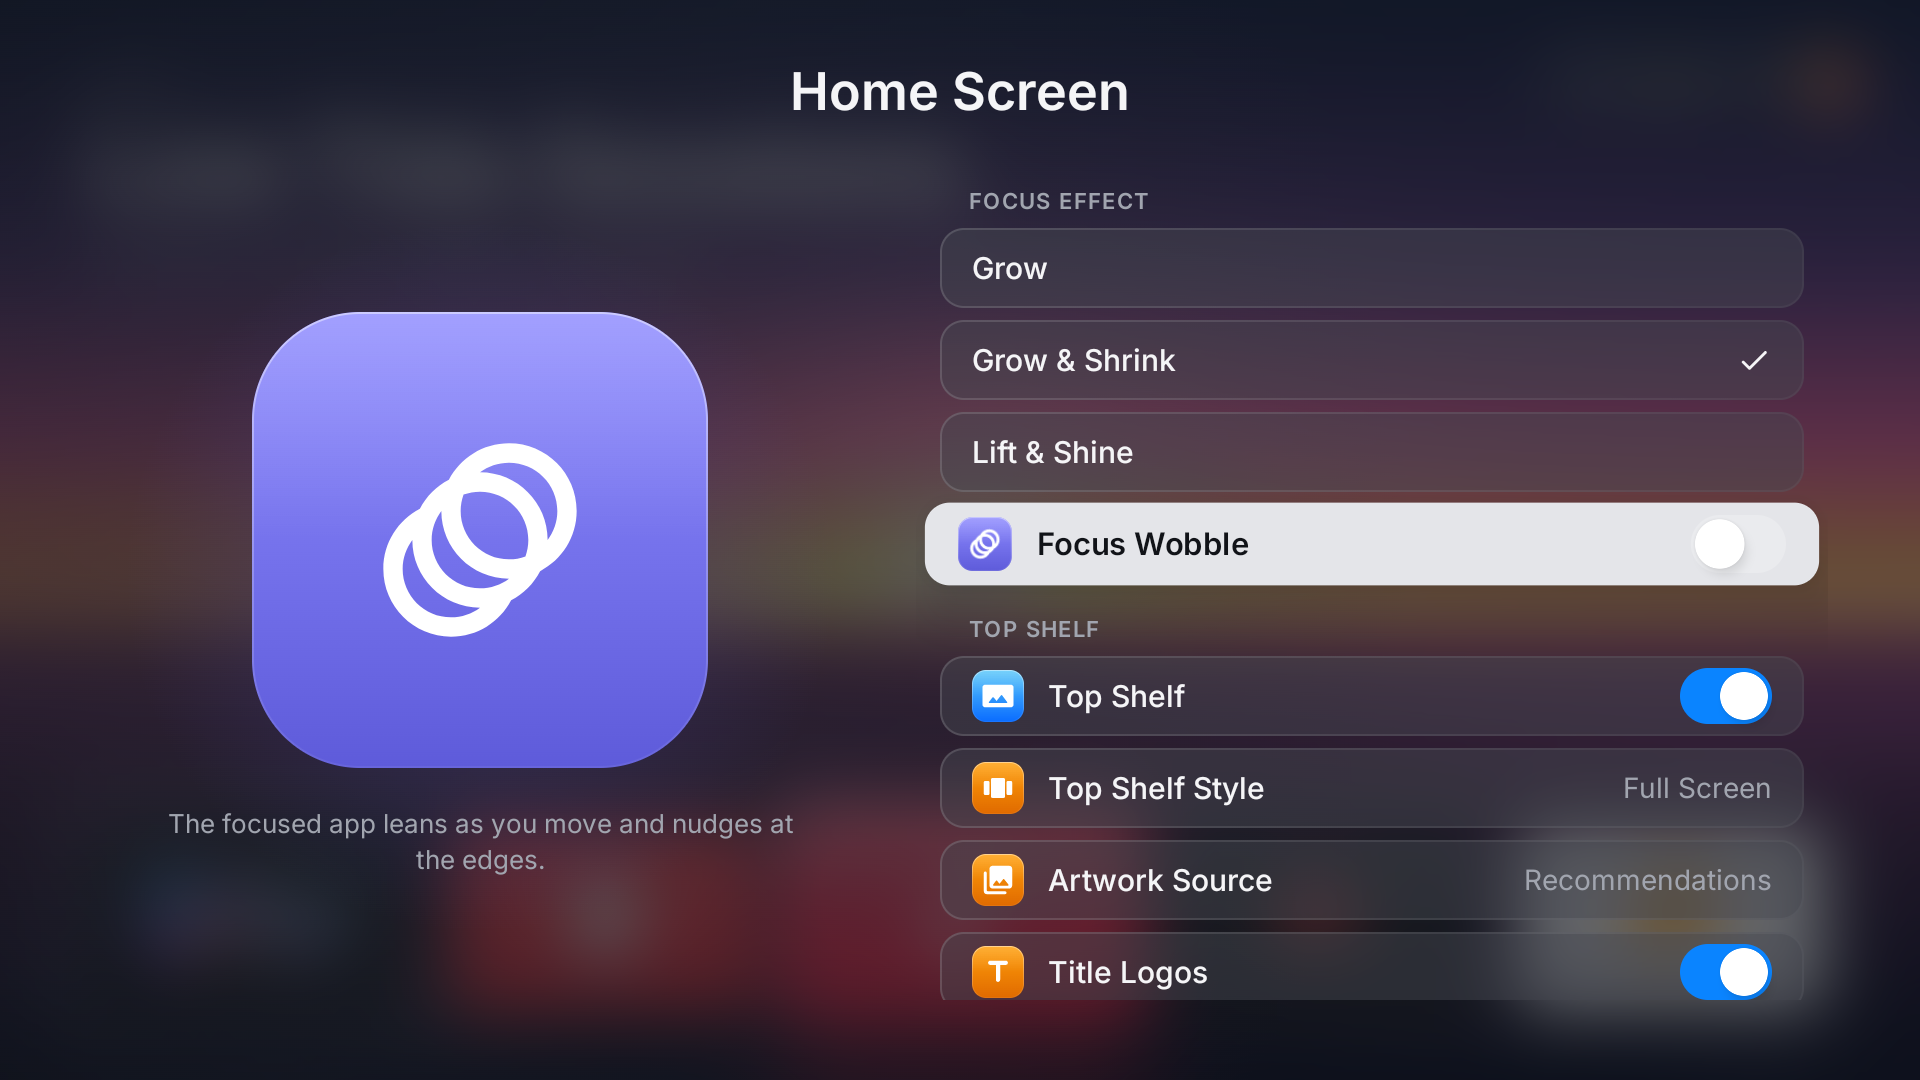 Home Screen
FOCUS EFFECT
Grow
Grow & Shrink
Lift & Shine
Focus Wobble
The focused app leans as you move and nudges at
the edges.
TOP SHELF
Top Shelf
Top Shelf Style Full Screen
Artwork Source Recommendations
Title Logos